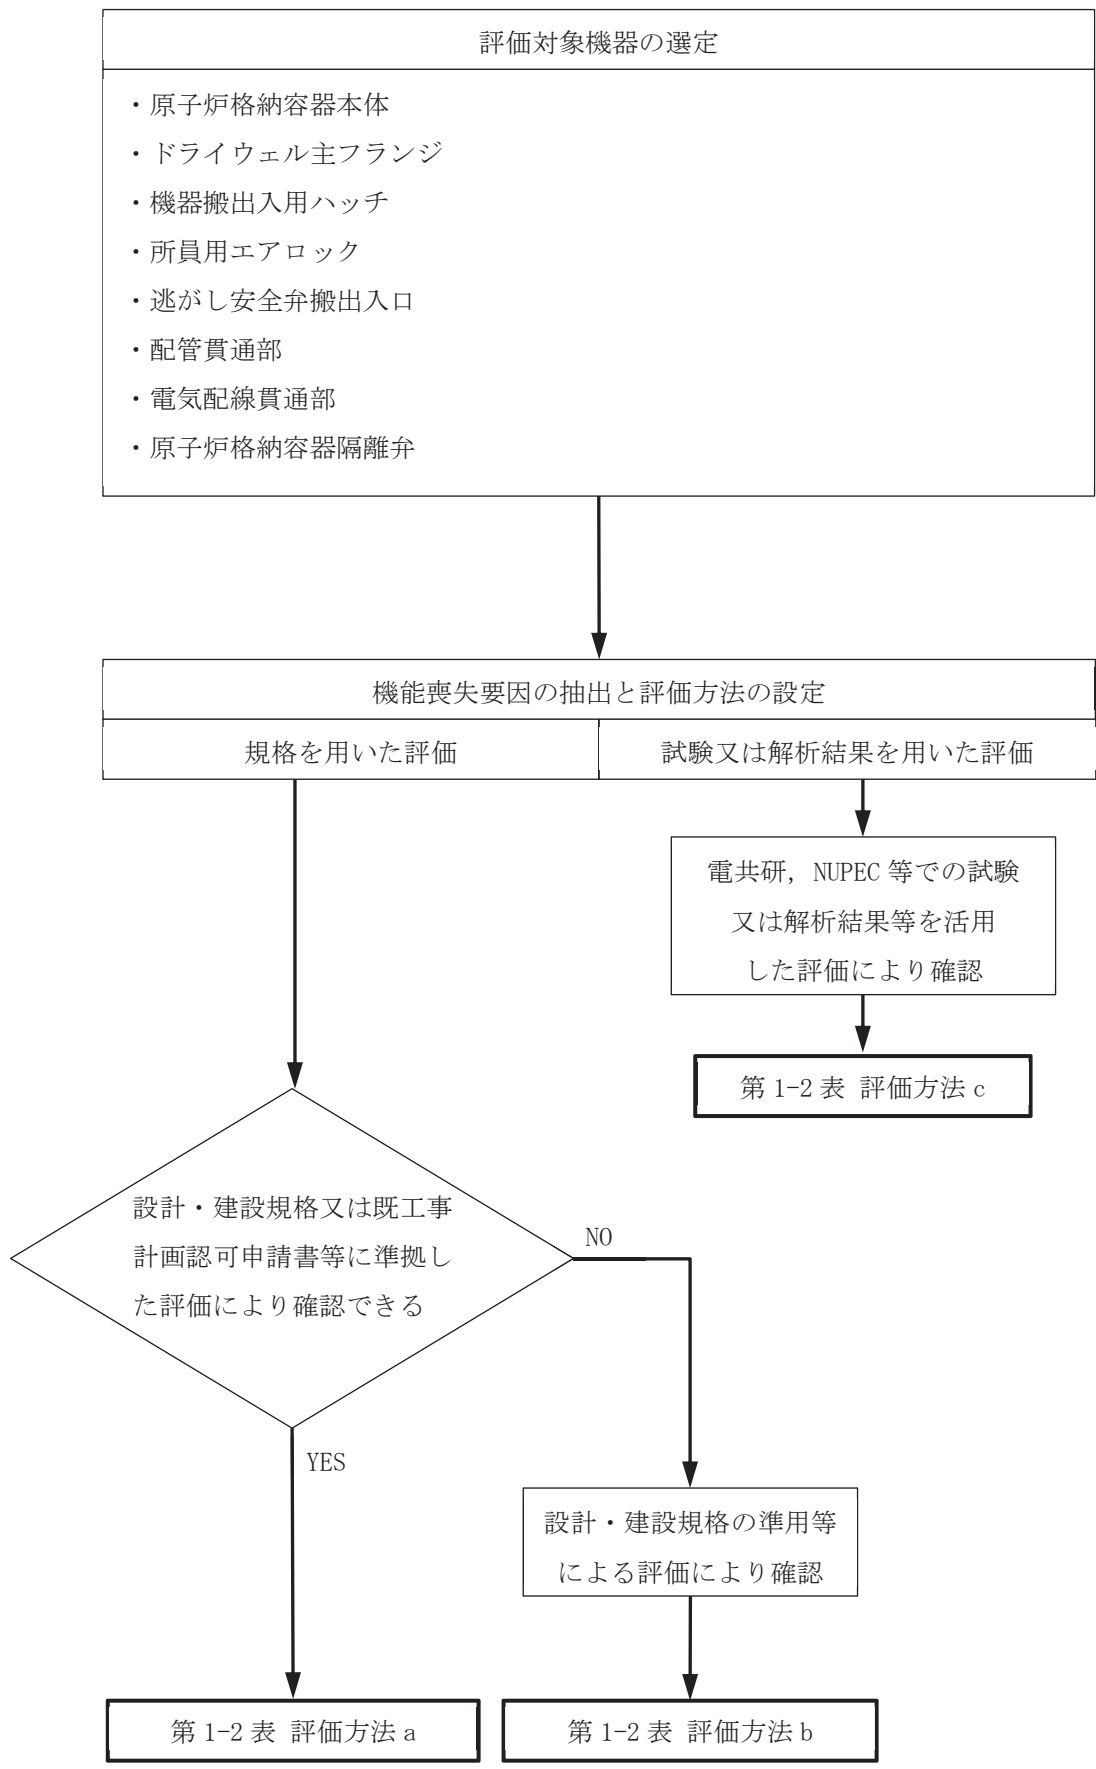 評価対象機器の選定
・原子炉格納容器本体
・ドライウェル主フランジ
・機器搬出入用ハッチ
・所員用エアロック
・逃がし安全弁搬出入口
・配管貫通部
・電気配線貫通部
・原子炉格納容器隔離弁
機能喪失要因の抽出と評価方法の設定
規格を用いた評価
試験又は解析結果を用いた評価
電共研，NUPEC 等での試験
又は解析結果等を活用
した評価により確認
第 1-2 表 評価方法 c
設計・建設規格又は既工事
計画認可申請書等に準拠し
た評価により確認できる
NO
YES
設計・建設規格の準用等
による評価により確認
第 1-2 表 評価方法 a
第 1-2 表 評価方法 b